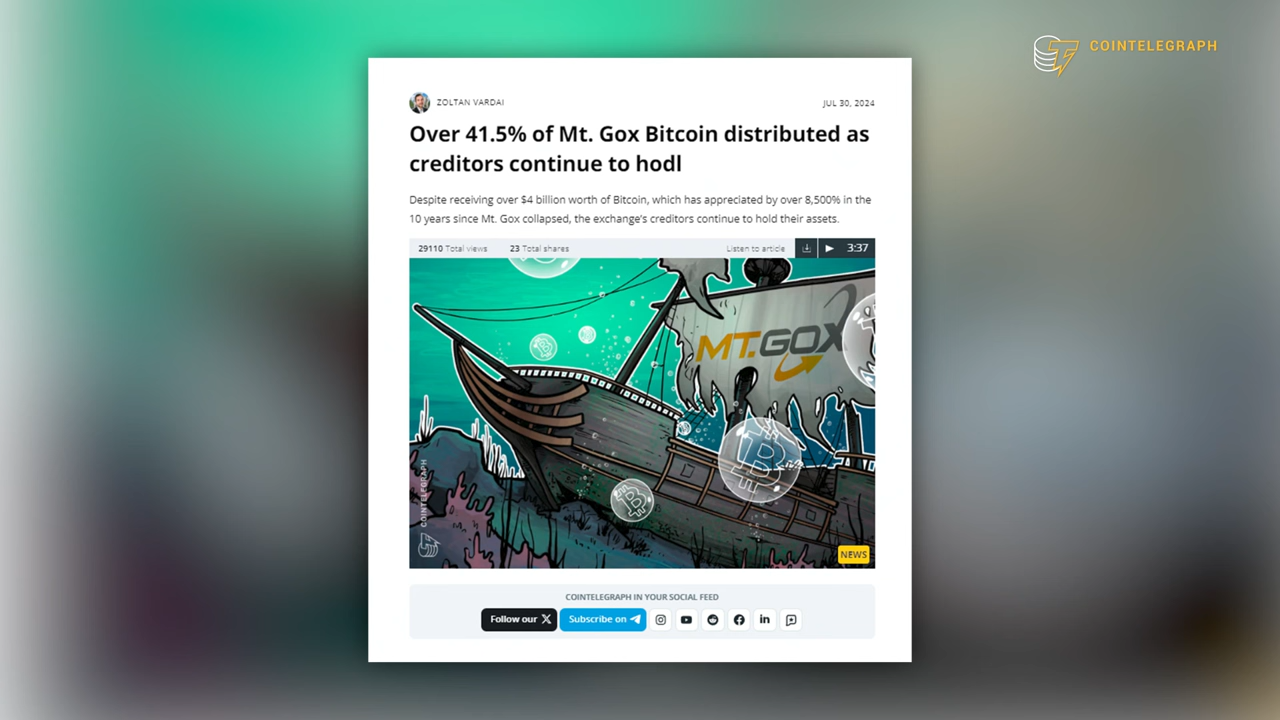 COINTELEGRAPH
ZOLTAN VARDAI
JUL 30, 2024
Over 41.5% of Mt. Gox Bitcoin distributed as
creditors continue to hodl
Despite receiving over $4 billion worth of Bitcoin, which has appreciated by over 8,500% in the
10 years since Mt. Gox collapsed, the exchange's creditors continue to hold their assets.
29110 Total views 23 Total shares Listen to article 3:37
MT.GOX
COINTELEGRAPH
NEWS
COINTELEGRAPH IN YOUR SOCIAL FEED
Follow our X Subscribe on